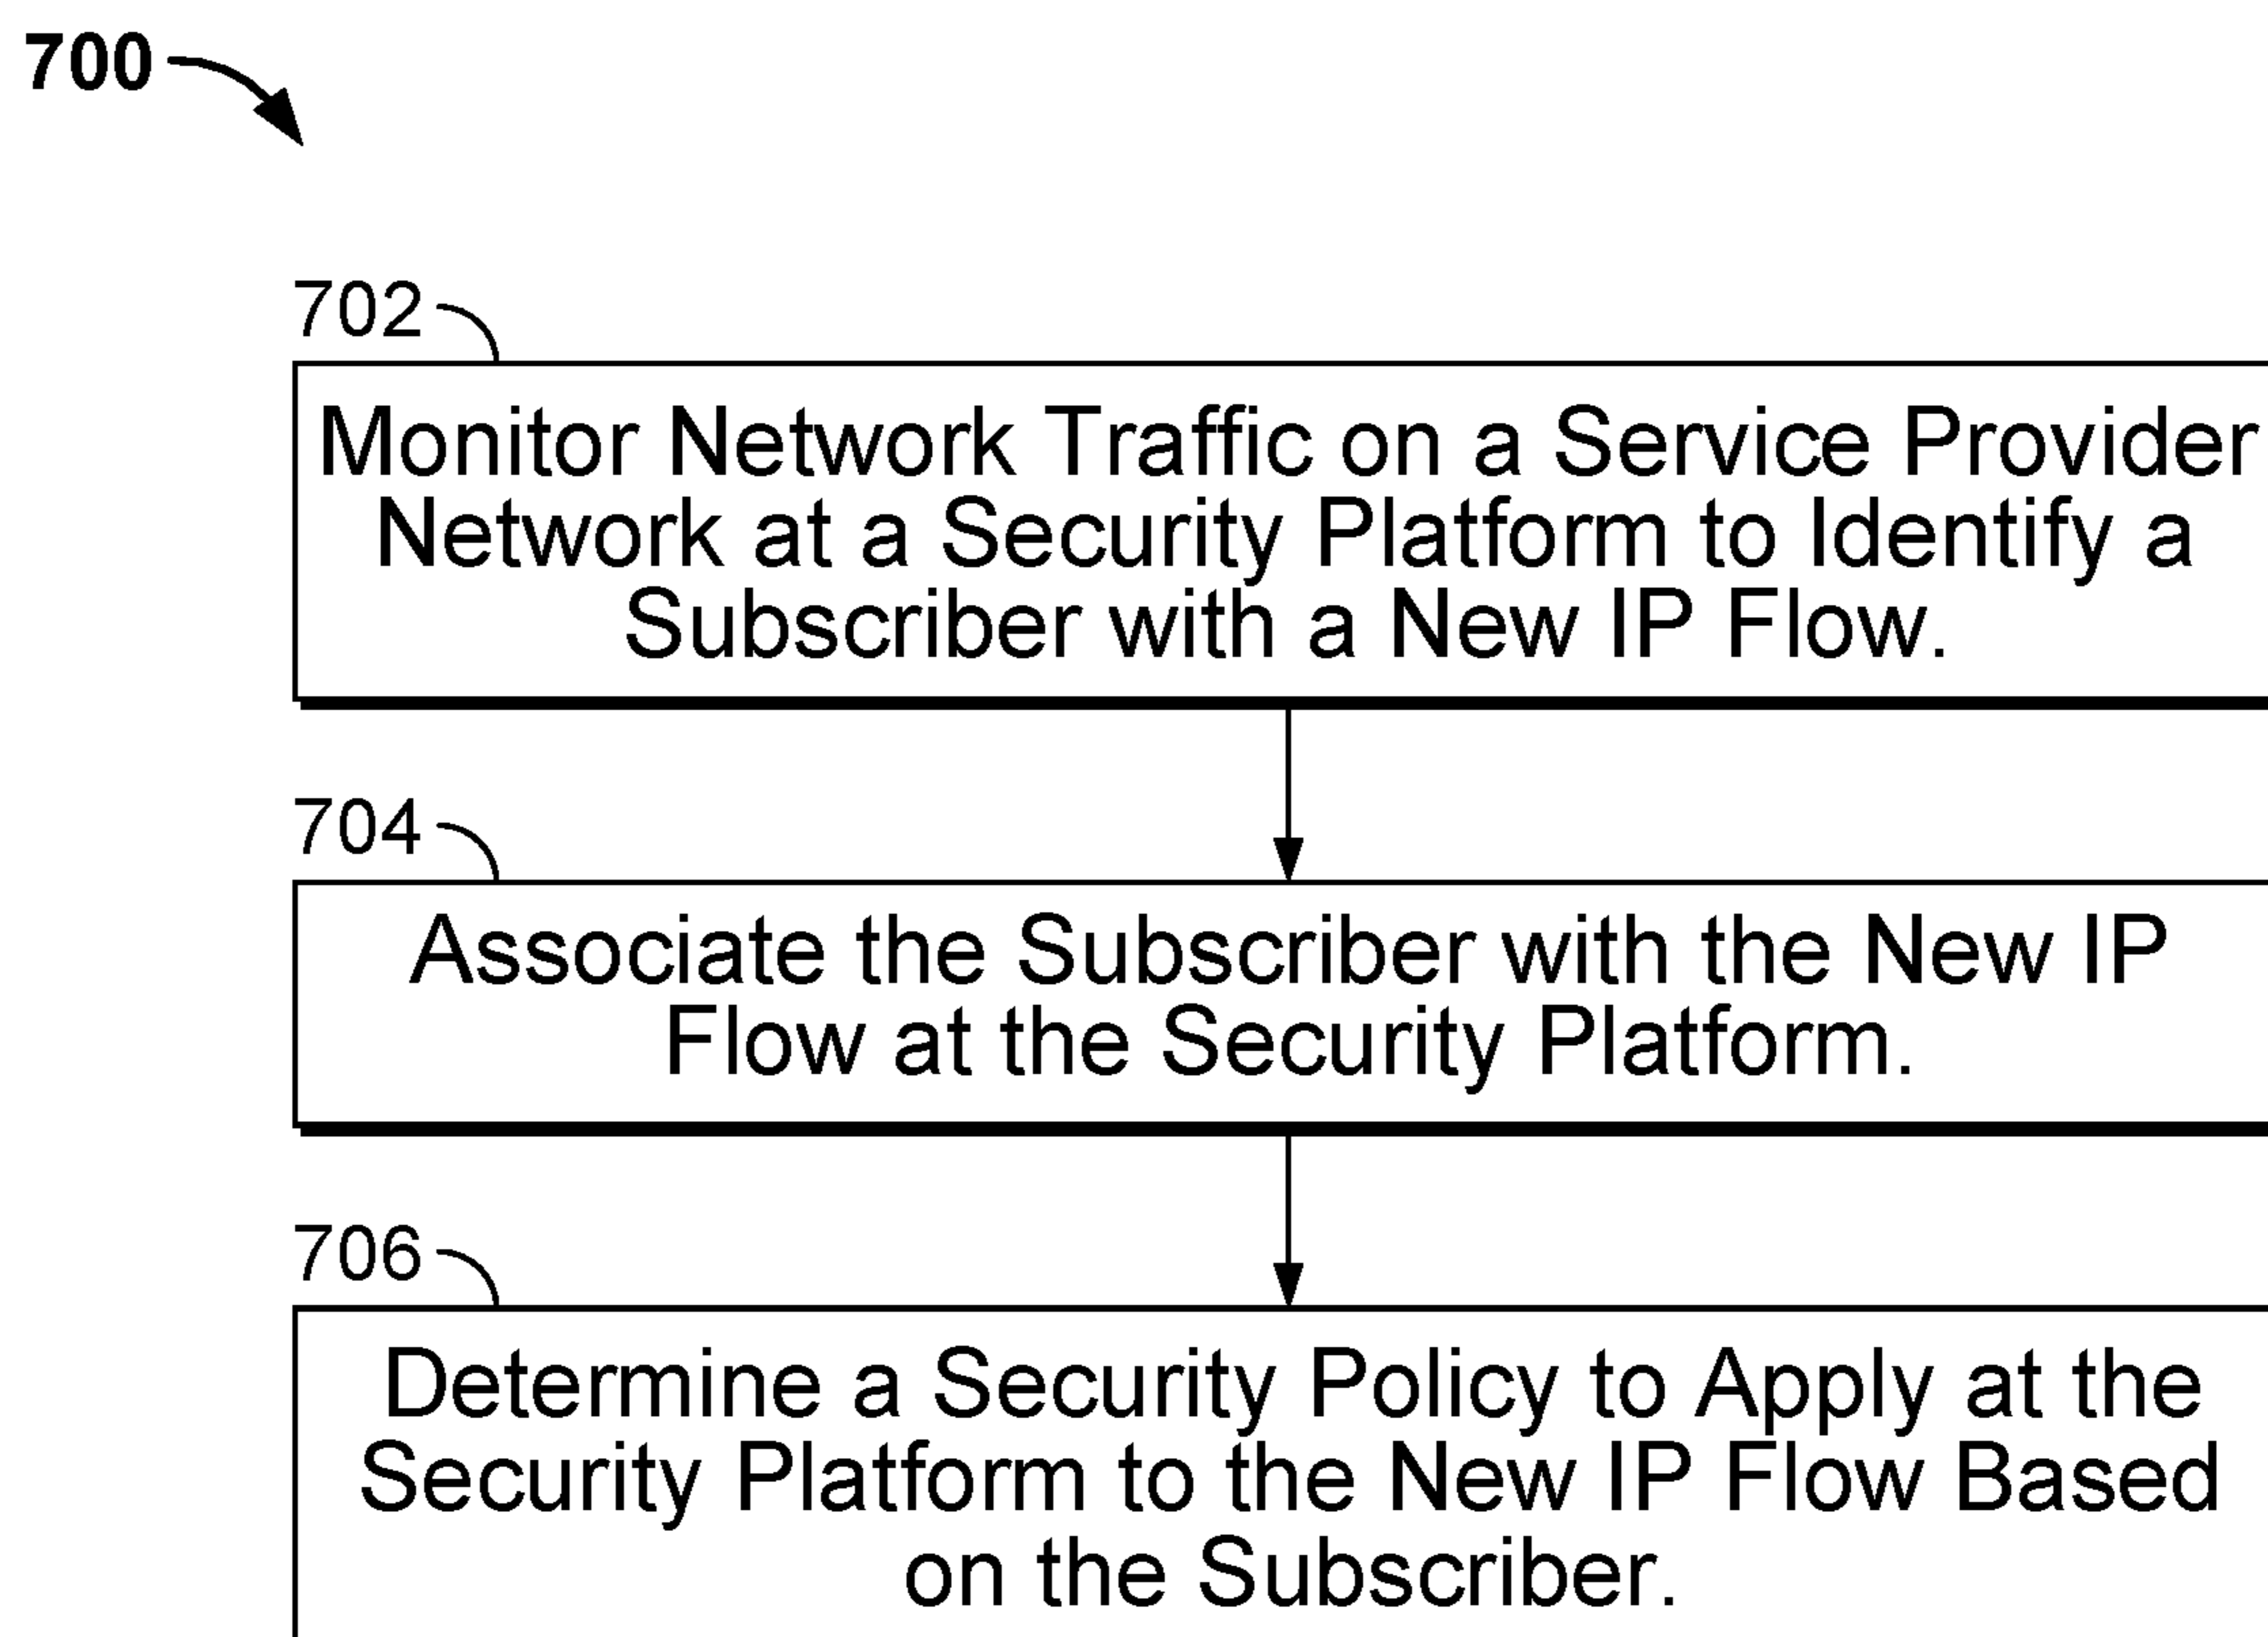 700
702
Monitor Network Traffic on a Service Provider
Network at a Security Platform to Identify a
Subscriber with a New IP Flow.
704
Associate the Subscriber with the New IP
Flow at the Security Platform.
706
Determine a Security Policy to Apply at the
Security Platform to the New IP Flow Based
on the Subscriber.